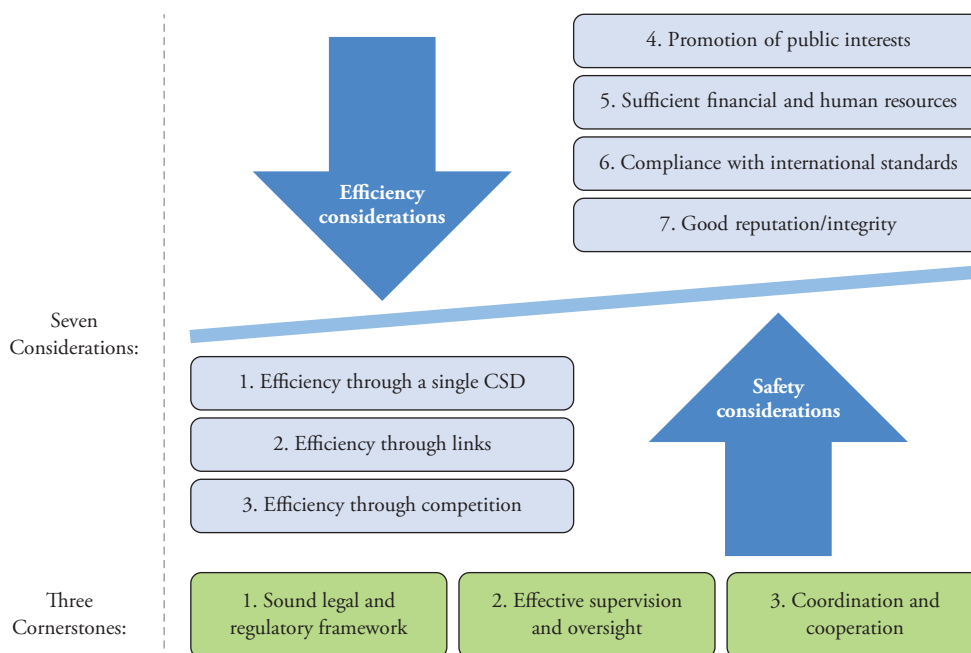 4. Promotion of public interests
5. Sufficient financial and human resources
6. Compliance with international standards
7. Good reputation/integrity
Efficiency
considerations
Seven
Considerations:
1. Efficiency through a single CSD
2. Efficiency through links
3. Efficiency through competition
Safety
considerations
Three
Cornerstones:
1. Sound legal and
regulatory framework
2. Effective supervision
and oversight
3. Coordination and
cooperation